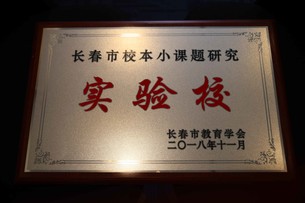 长春市校本小课题研究
实验校
长春市教育学会
二〇一八年十一月